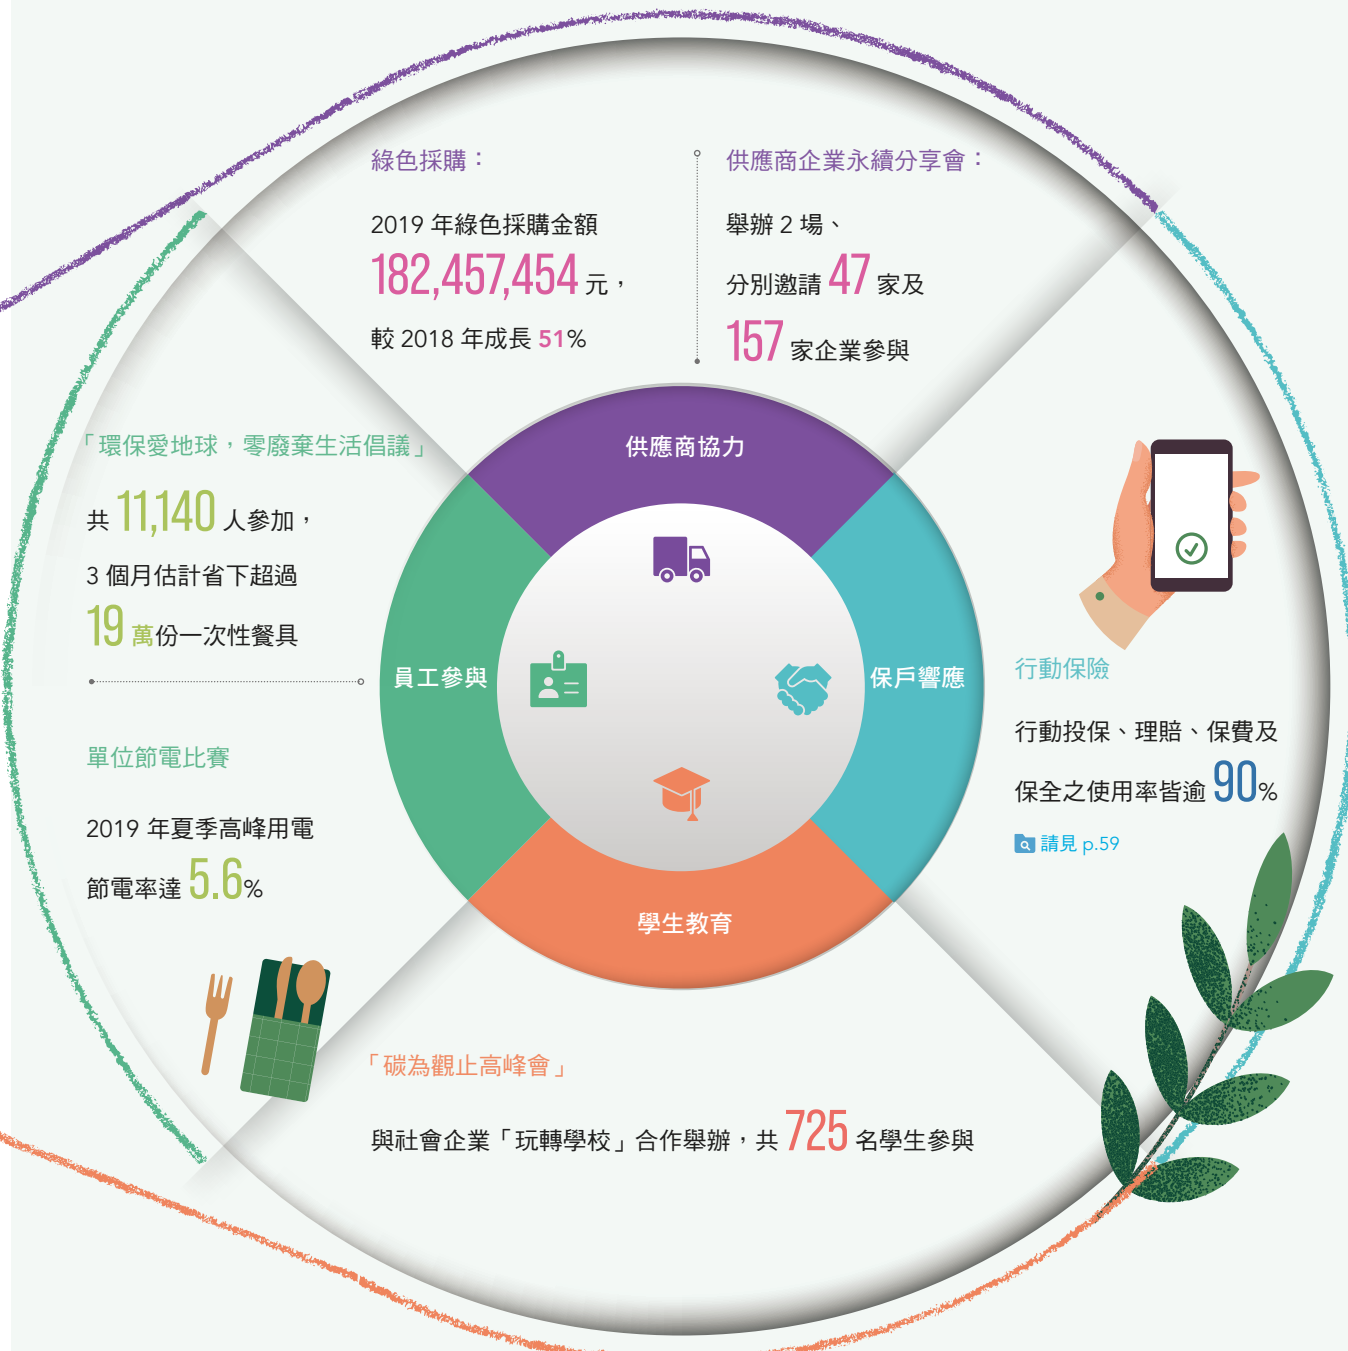 綠色採購：
2019 年綠色採購金額
182,457,454 元，
較 2018 年成長 51%
供應商企業永續分享會：
舉辦 2 場、
分別邀請 47 家及
157 家企業參與
供應商協力
「環保愛地球，零廢棄生活倡議」
共 11,140 人參加，
3 個月估計省下超過
19 萬份一次性餐具
員工參與
單位節電比賽
2019 年夏季高峰用電
節電率達 5.6%
保戶響應
行動保險
行動投保、理賠、保費及
保全之使用率皆逾 90%
請見 p.59
學生教育
「碳為觀止高峰會」
與社會企業「玩轉學校」合作舉辦，共 725 名學生參與